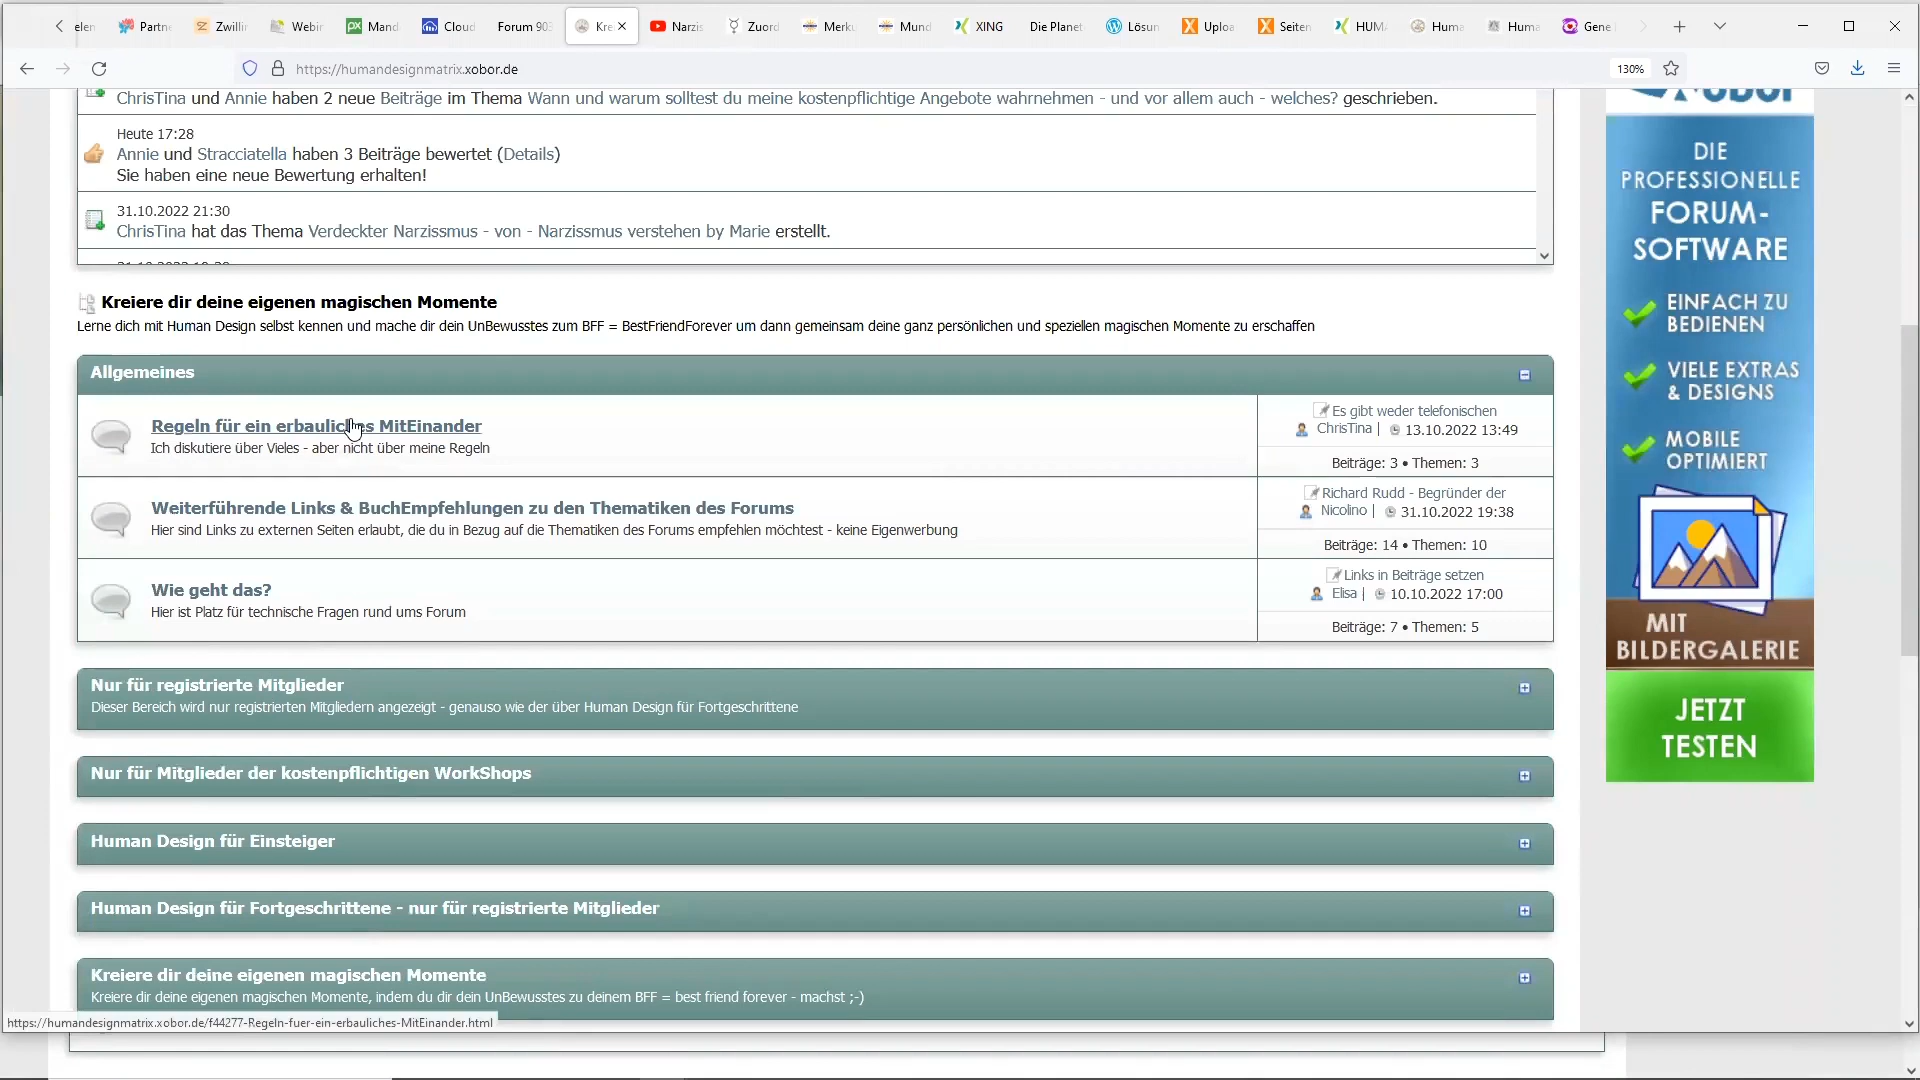 elen
Partn
Zwillir
Webir
Mand
Cloud
Forum 903
Kre
Narzis
Zuord
Merku
Mund
XING
Die Planet
Lösun
Uploa
Seiten
HUMA
Huma
Huma
Gene
https://humandesignmatrix.xobor.de
130%
ChrisTina und Annie haben 2 neue Beiträge im Thema Wann und warum solltest du meine kostenpflichtige Angebote wahrnehmen - und vor allem auch - welches? geschrieben.
Heute 17:28
Annie und Stracciatella haben 3 Beiträge bewertet (Details)
Sie haben eine neue Bewertung erhalten!
31.10.2022 21:30
ChrisTina hat das Thema Verdeckter Narzissmus - von - Narzissmus verstehen by Marie erstellt.
Kreiere dir deine eigenen magischen Momente
Lerne dich mit Human Design selbst kennen und mache dir dein UnBewusstes zum BFF = BestFriendForever um dann gemeinsam deine ganz persönlichen und speziellen magischen Momente zu erschaffen
Allgemeines
Regeln für ein erbauliches MitEinander
Ich diskutiere über Vieles - aber nicht über meine Regeln
Es gibt weder telefonischen
ChrisTina | 13.10.2022 13:49
Beiträge: 3 • Themen: 3
Weiterführende Links & BuchEmpfehlungen zu den Thematiken des Forums
Hier sind Links zu externen Seiten erlaubt, die du in Bezug auf die Thematiken des Forums empfehlen möchtest - keine Eigenwerbung
Richard Rudd - Begründer der
Nicolino | 31.10.2022 19:38
Beiträge: 14 • Themen: 10
Wie geht das?
Hier ist Platz für technische Fragen rund ums Forum
Links in Beiträge setzen
Elisa | 10.10.2022 17:00
Beiträge: 7 • Themen: 5
Nur für registrierte Mitglieder
Dieser Bereich wird nur registrierten Mitgliedern angezeigt - genauso wie der über Human Design für Fortgeschrittene
Nur für Mitglieder der kostenpflichtigen WorkShops
Human Design für Einsteiger
Human Design für Fortgeschrittene - nur für registrierte Mitglieder
Kreiere dir deine eigenen magischen Momente
Kreiere dir deine eigenen magischen Momente, indem du dir dein UnBewusstes zu deinem BFF = best friend forever - machst ;-)
https://humandesignmatrix.xobor.de/f44277-Regeln-fuer-ein-erbauliches-MitEinander.html
DIE
PROFESSIONELLE
FORUM-
SOFTWARE
EINFACH ZU
BEDIENEN
VIELE EXTRAS
& DESIGNS
MOBILE
OPTIMIERT
MIT
BILDERGALERIE
JETZT
TESTEN